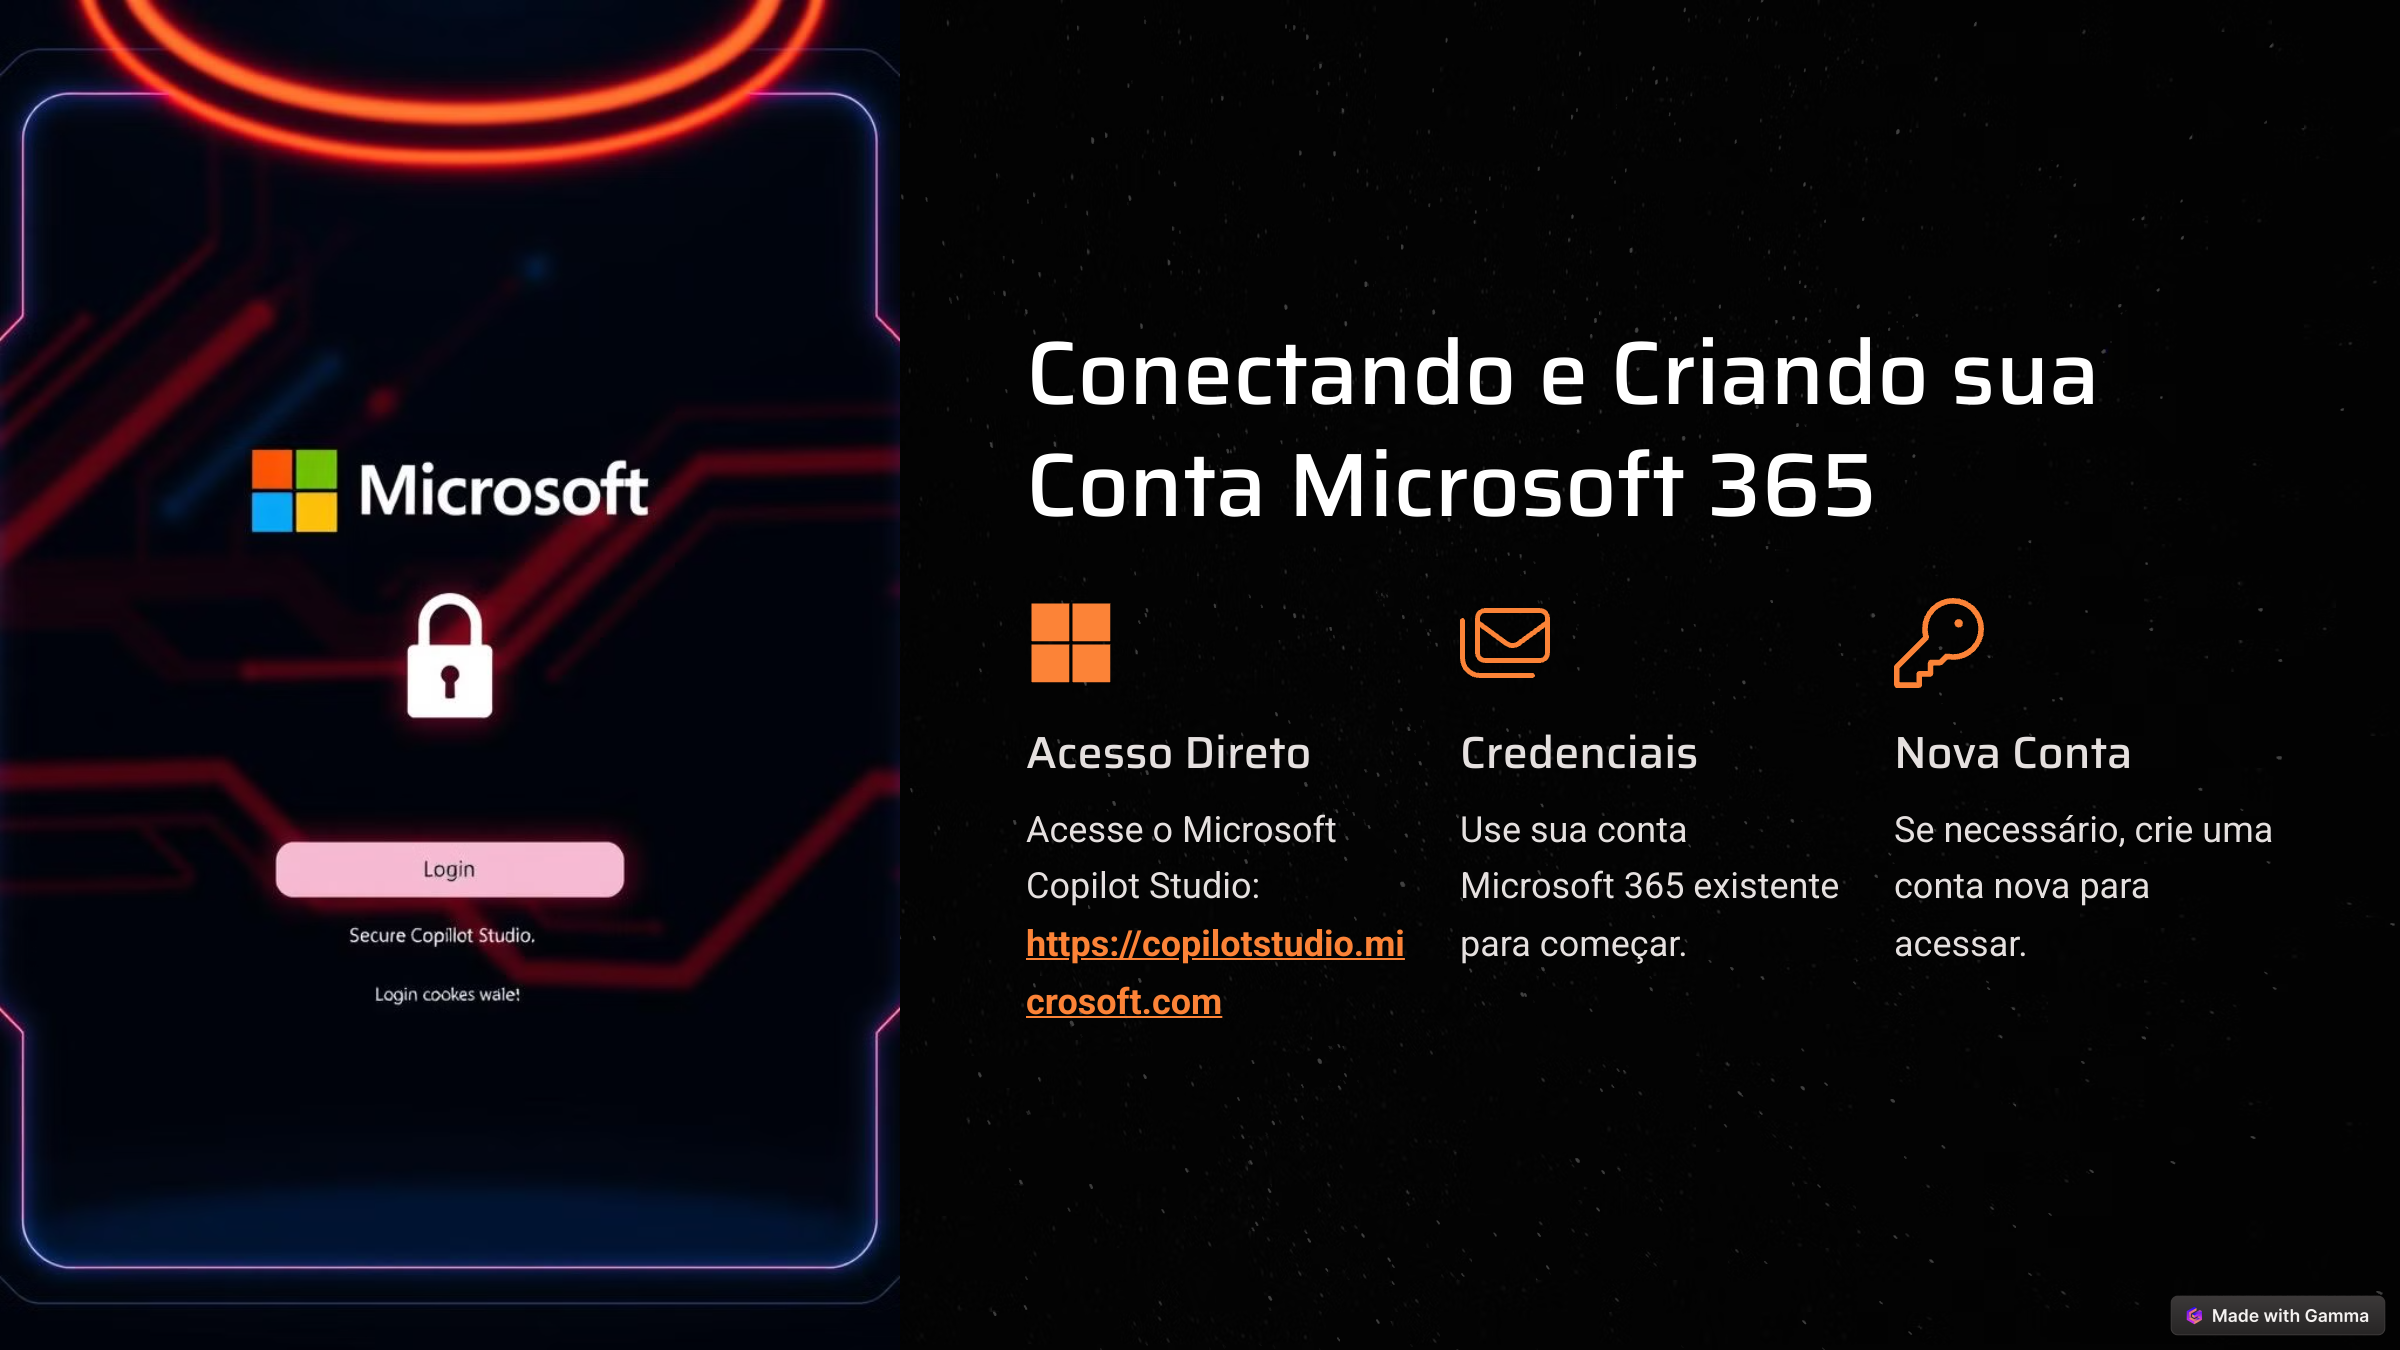 Microsoft
Login
Secure Copillot Studio.
Login cookes wale!
Conectando e Criando sua
Conta Microsoft 365
Acesso Direto
Acesse o Microsoft
Copilot Studio:
https://copilotstudio.mi
crosoft.com
Credenciais
Use sua conta
Microsoft 365 existente
para começar.
Nova Conta
Se necessário, crie uma
conta nova para
acessar.
Made with Gamma